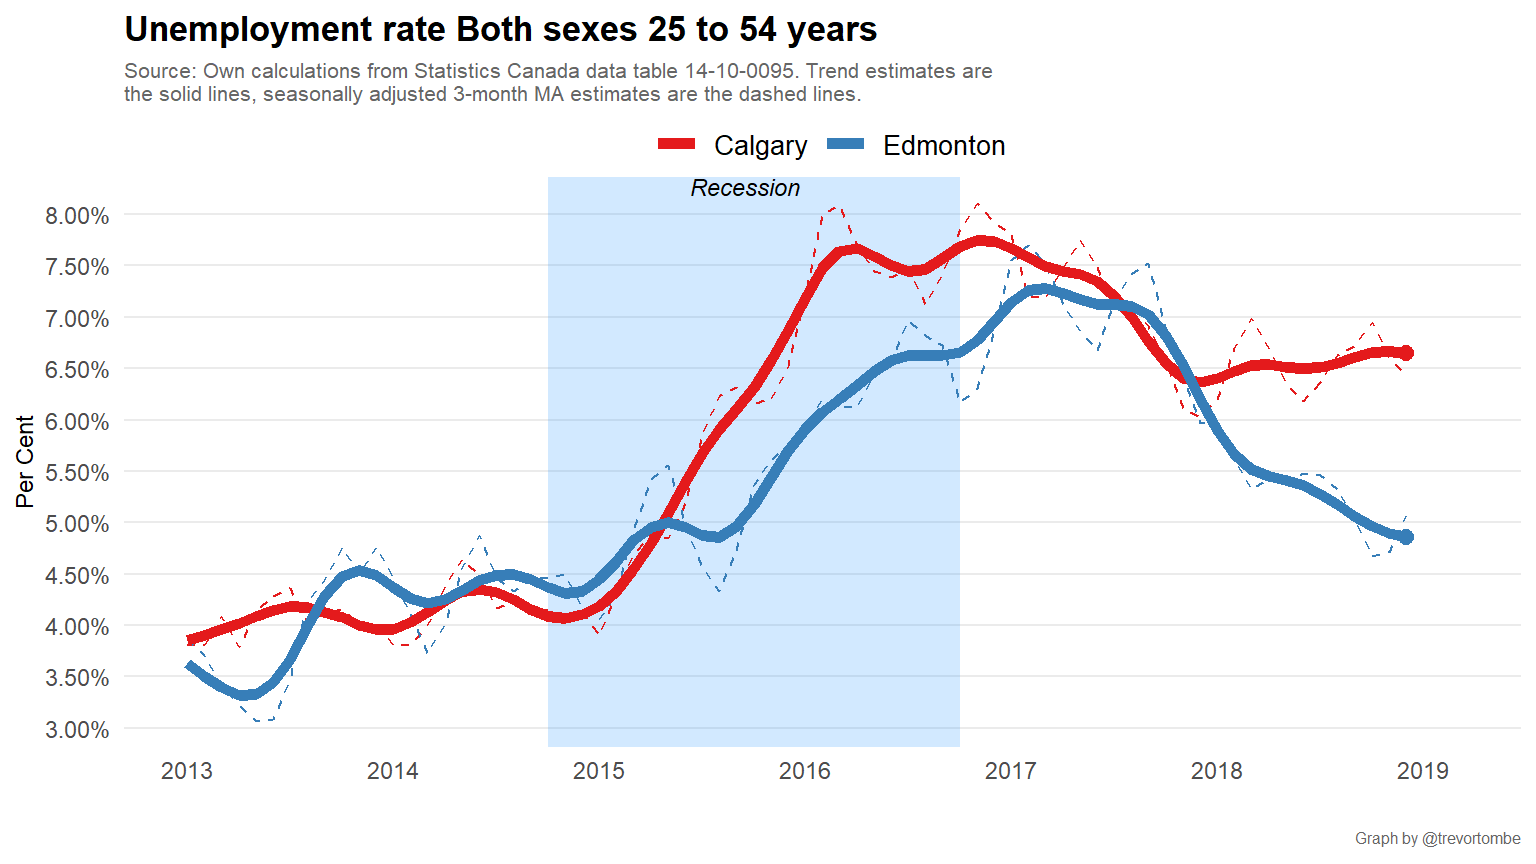 Unemployment rate Both sexes 25 to 54 years
Source: Own calculations from Statistics Canada data table 14-10-0095. Trend estimates are
the solid lines, seasonally adjusted 3-month MA estimates are the dashed lines.
Calgary Edmonton
Recession
8.00%
7.50%
7.00%
6.50%
6.00%
5.50%
5.00%
4.50%
4.00%
3.50%
3.00%
Per Cent
2013 2014 2015 2016 2017 2018 2019
Graph by @trevortombe